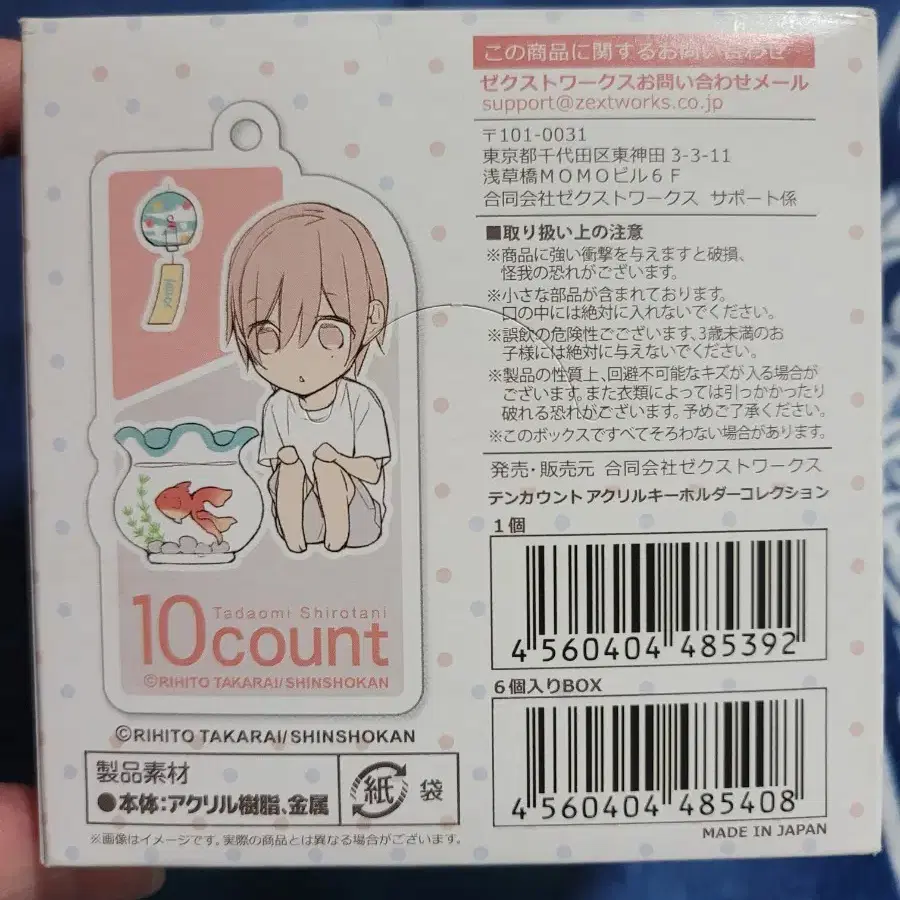 Tadaomi Shirotani
10count
©RIHITO TAKARAI/SHINSHOKAN
©RIHITO TAKARAI/SHINSHOKAN
製品素材
●本体:アクリル樹脂、金属
紙
袋
※画像はイメージです。実際の商品とは異なる場合がございます。
この商品に関するお問い合わせ
ゼクストワークスお問い合わせメール
support@zextworks.co.jp
〒101-0031
東京都千代田区東神田 3-3-11
浅草橋MOMOビル6F
合同会社ゼクストワークス サポート係
■取り扱い上の注意
※商品に強い衝撃を与えますと破損、
怪我の恐れがございます。
※小さな部品が含まれております。
口の中には絶対に入れないでください。
※誤飲の危険性ごございます、3歳未満のお
子様には絶対に与えないでください。
※製品の性質上、回避不可能なキズが入る場合が
ございます。また衣類によっては引っかかったり
破れる恐れがございます。予めご了承ください。
※このボックスですべてそろわない場合があります。
発売・販売元 合同会社ゼクストワークス
テンカウント アクリルキーホルダーコレクション
1個
4 560404 485392
6個入りBOX
4 560404 485408
MADE IN JAPAN